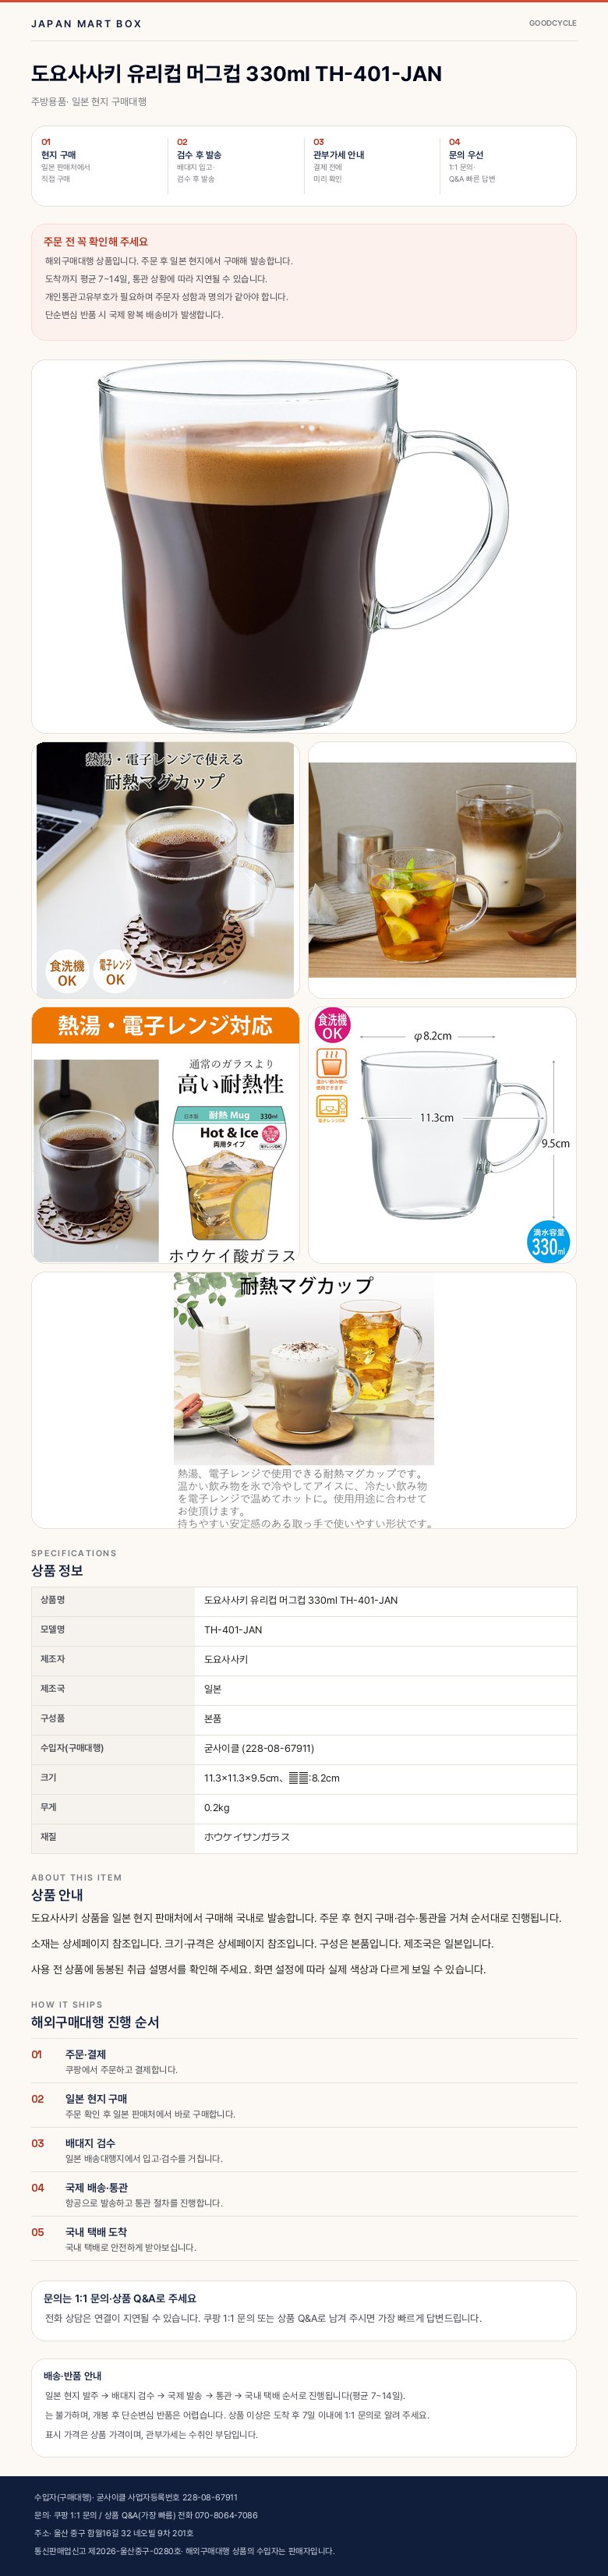 JAPAN MART BOX
GOODCYCLE
도요사사키 유리컵 머그컵 330ml TH-401-JAN
주방용품· 일본 현지 구매대행
01
현지 구매
일본 판매처에서
직접 구매
02
검수 후 발송
배대지 입고·
검수 후 발송
03
관부가세 안내
결제 전에
미리 확인
04
문의 우선
1:1 문의·
Q&A 빠른 답변
주문 전 꼭 확인해 주세요
해외구매대행 상품입니다. 주문 후 일본 현지에서 구매해 발송합니다.
도착까지 평균 7~14일, 통관 상황에 따라 지연될 수 있습니다.
개인통관고유부호가 필요하며 주문자 성함과 명의가 같아야 합니다.
단순변심 반품 시 국제 왕복 배송비가 발생합니다.
熱湯・電子レンジで使える
耐熱マグカップ
食洗機
OK
電子レンジ
OK
熱湯・電子レンジ対応
通常のガラスより
高い耐熱性
日本製
耐熱 Mug
330ml
Hot & Ice
両用タイプ
ホウケイ酸ガラス
食洗機
OK
φ8.2cm
温かい飲み物に
使用できます
電子レンジOK
11.3cm
9.5cm
満水容量
330ml
耐熱マグカップ
熱湯、電子レンジで使用できる耐熱マグカップです。
温かい飲み物を氷で冷やしてアイスに、冷たい飲み物
を電子レンジで温めてホットに。使用用途に合わせて
お使頂けます。
持ちやすい安定感のある取っ手で使いやすい形状です。
SPECIFICATIONS
상품 정보
상품명 도요사사키 유리컵 머그컵 330ml TH-401-JAN
모델명 TH-401-JAN
제조자 도요사사키
제조국 일본
구성품 본품
수입자(구매대행) 굳사이클 (228-08-67911)
크기 11.3×11.3×9.5cm、▒▒:8.2cm
무게 0.2kg
재질 ホウケイサンガラス
ABOUT THIS ITEM
상품 안내
도요사사키 상품을 일본 현지 판매처에서 구매해 국내로 발송합니다. 주문 후 현지 구매·검수·통관을 거쳐 순서대로 진행됩니다.
소재는 상세페이지 참조입니다. 크기·규격은 상세페이지 참조입니다. 구성은 본품입니다. 제조국은 일본입니다.
사용 전 상품에 동봉된 취급 설명서를 확인해 주세요. 화면 설정에 따라 실제 색상과 다르게 보일 수 있습니다.
HOW IT SHIPS
해외구매대행 진행 순서
01 주문·결제
쿠팡에서 주문하고 결제합니다.
02 일본 현지 구매
주문 확인 후 일본 판매처에서 바로 구매합니다.
03 배대지 검수
일본 배송대행지에서 입고·검수를 거칩니다.
04 국제 배송·통관
항공으로 발송하고 통관 절차를 진행합니다.
05 국내 택배 도착
국내 택배로 안전하게 받아보십니다.
문의는 1:1 문의·상품 Q&A로 주세요
전화 상담은 연결이 지연될 수 있습니다. 쿠팡 1:1 문의 또는 상품 Q&A로 남겨 주시면 가장 빠르게 답변드립니다.
배송·반품 안내
일본 현지 발주 → 배대지 검수 → 국제 발송 → 통관 → 국내 택배 순서로 진행됩니다(평균 7~14일).
는 불가하며, 개봉 후 단순변심 반품은 어렵습니다. 상품 이상은 도착 후 7일 이내에 1:1 문의로 알려 주세요.
표시 가격은 상품 가격이며, 관부가세는 수취인 부담입니다.
수입자(구매대행)· 굳사이클 사업자등록번호 228-08-67911
문의· 쿠팡 1:1 문의 / 상품 Q&A(가장 빠름) 전화 070-8064-7086
주소· 울산 중구 함월16길 32 네오빌 9차 201호
통신판매업신고 제2026-울산중구-0280호· 해외구매대행 상품의 수입자는 판매자입니다.